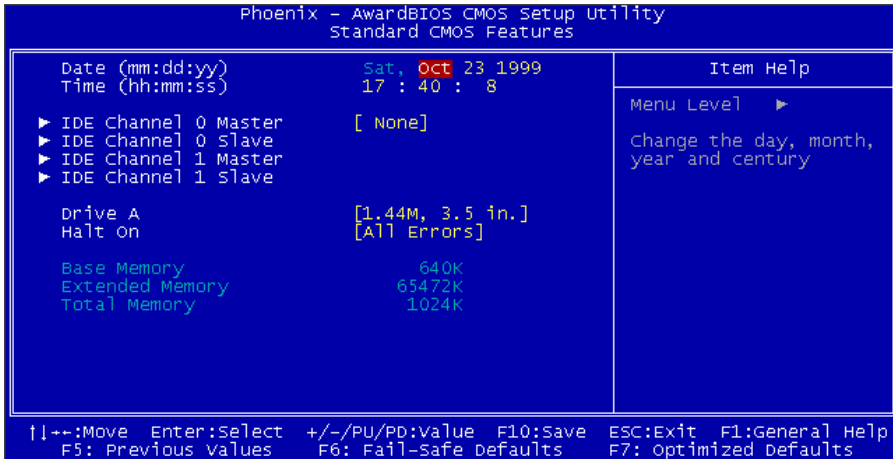 Phoenix - AwardBIOS CMOS Setup Utility
Standard CMOS Features
Date (mm:dd:yy) Sat, Oct 23 1999
Time (hh:mm:ss) 17 : 40 : 8
► IDE Channel 0 Master [ None]
► IDE Channel 0 Slave
► IDE Channel 1 Master
► IDE Channel 1 Slave
Drive A [1.44M, 3.5 in.]
Halt On [All Errors]
Base Memory 640K
Extended Memory 65472K
Total Memory 1024K
Item Help
Menu Level ►
Change the day, month,
year and century
↑↓→←:Move Enter:Select +/-/PU/PD:Value F10:Save ESC:Exit F1:General Help
F5: Previous Values F6: Fail-Safe Defaults F7: Optimized Defaults